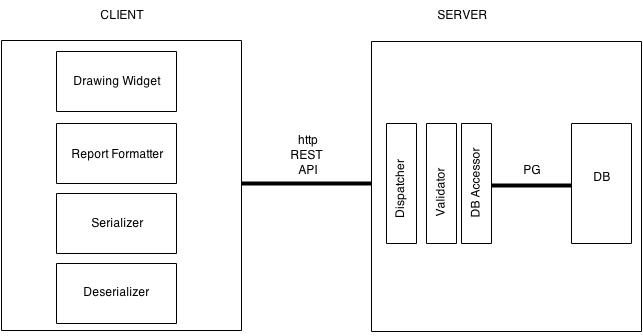 CLIENT
SERVER
Drawing Widget
Report Formatter
Serializer
Deserializer
http
REST
API
Dispatcher
Validator
DB Accessor
PG
DB